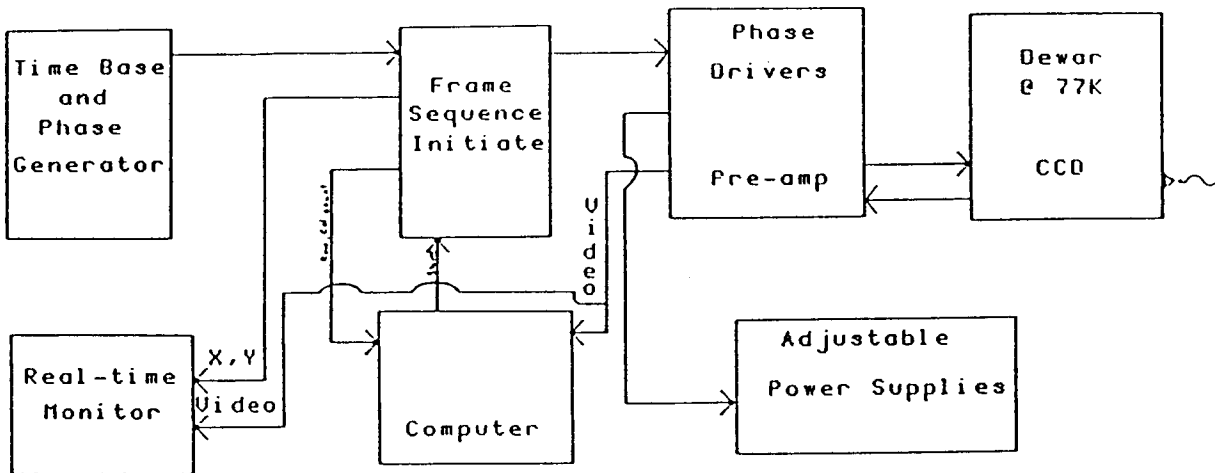 Time Base
and
Phase
Generator
Frame
Sequence
Initiate
Phase
Drivers
Pre-amp
Dewar
@ 77K
CCD
Video
X,Y
Real-time
Monitor
Video
Computer
Adjustable
Power Supplies